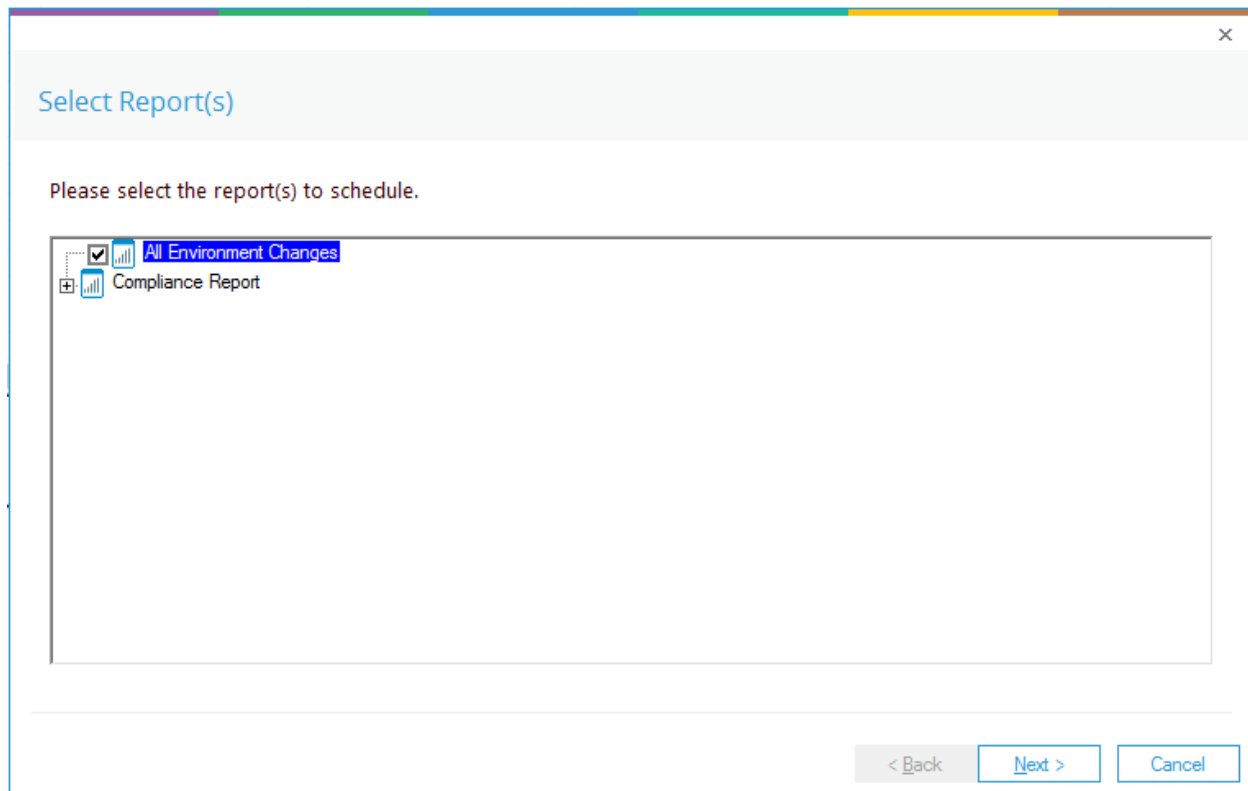 Select Report(s)
Please select the report(s) to schedule.
All Environment Changes
Compliance Report
< Back
Next >
Cancel